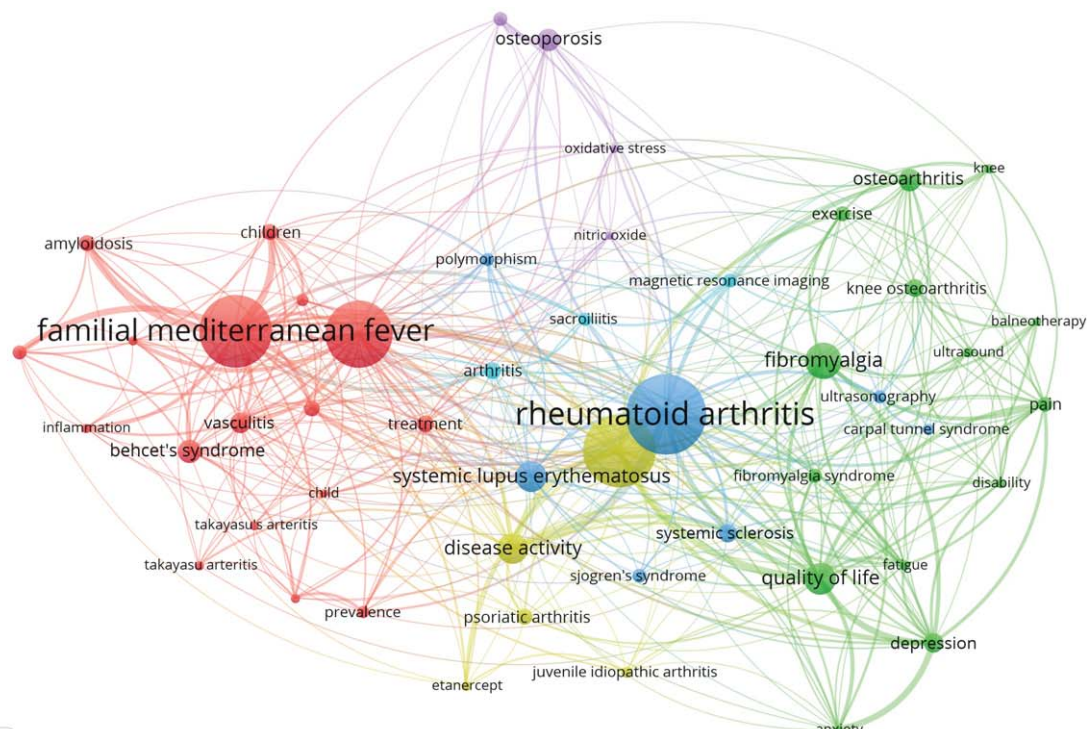 osteoporosis
oxidative stress
knee
osteoarthritis
exercise
children
nitric oxide
amyloidosis
polymorphism
magnetic resonance imaging
knee osteoarthritis
sacroiliitis
balneotherapy
familial mediterranean fever
ultrasound
fibromyalgia
arthritis
ultrasonography
pain
rheumatoid arthritis
vasculitis
treatment
inflammation
carpal tunnel syndrome
behcet's syndrome
systemic lupus erythematosus
fibromyalgia syndrome
disability
child
takayasu's arteritis
systemic sclerosis
disease activity
takayasu arteritis
fatigue
sjogren's syndrome
quality of life
prevalence
psoriatic arthritis
depression
juvenile idiopathic arthritis
etanercept
anxiety